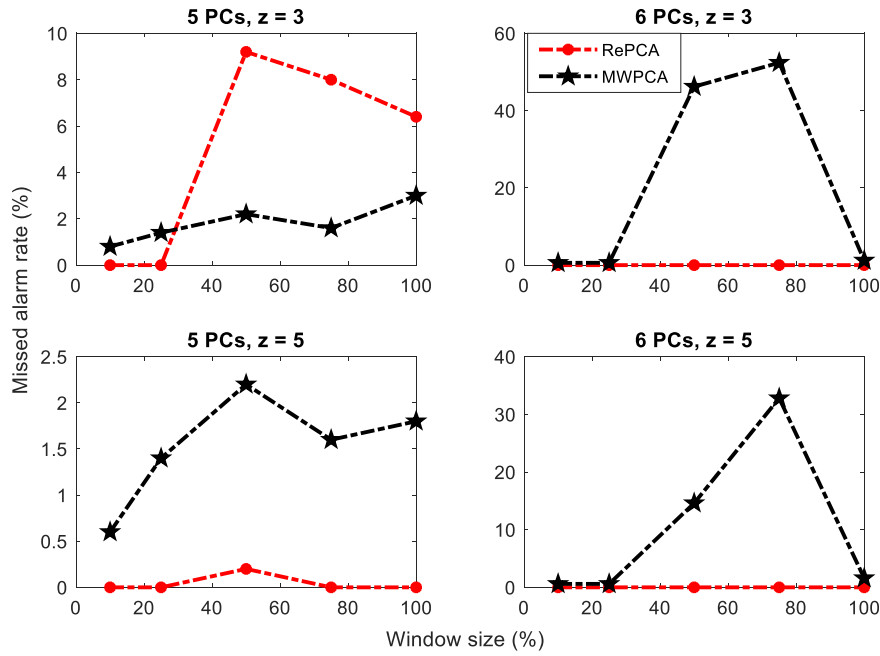 5 PCs, z = 3
10
8
6
4
2
0
0 20 40 60 80 100
6 PCs, z = 3
60
40
20
0
0 20 40 60 80 100
RePCA
MWPCA
Missed alarm rate (%)
5 PCs, z = 5
2.5
2
1.5
1
0.5
0
0 20 40 60 80 100
6 PCs, z = 5
40
30
20
10
0
0 20 40 60 80 100
Window size (%)